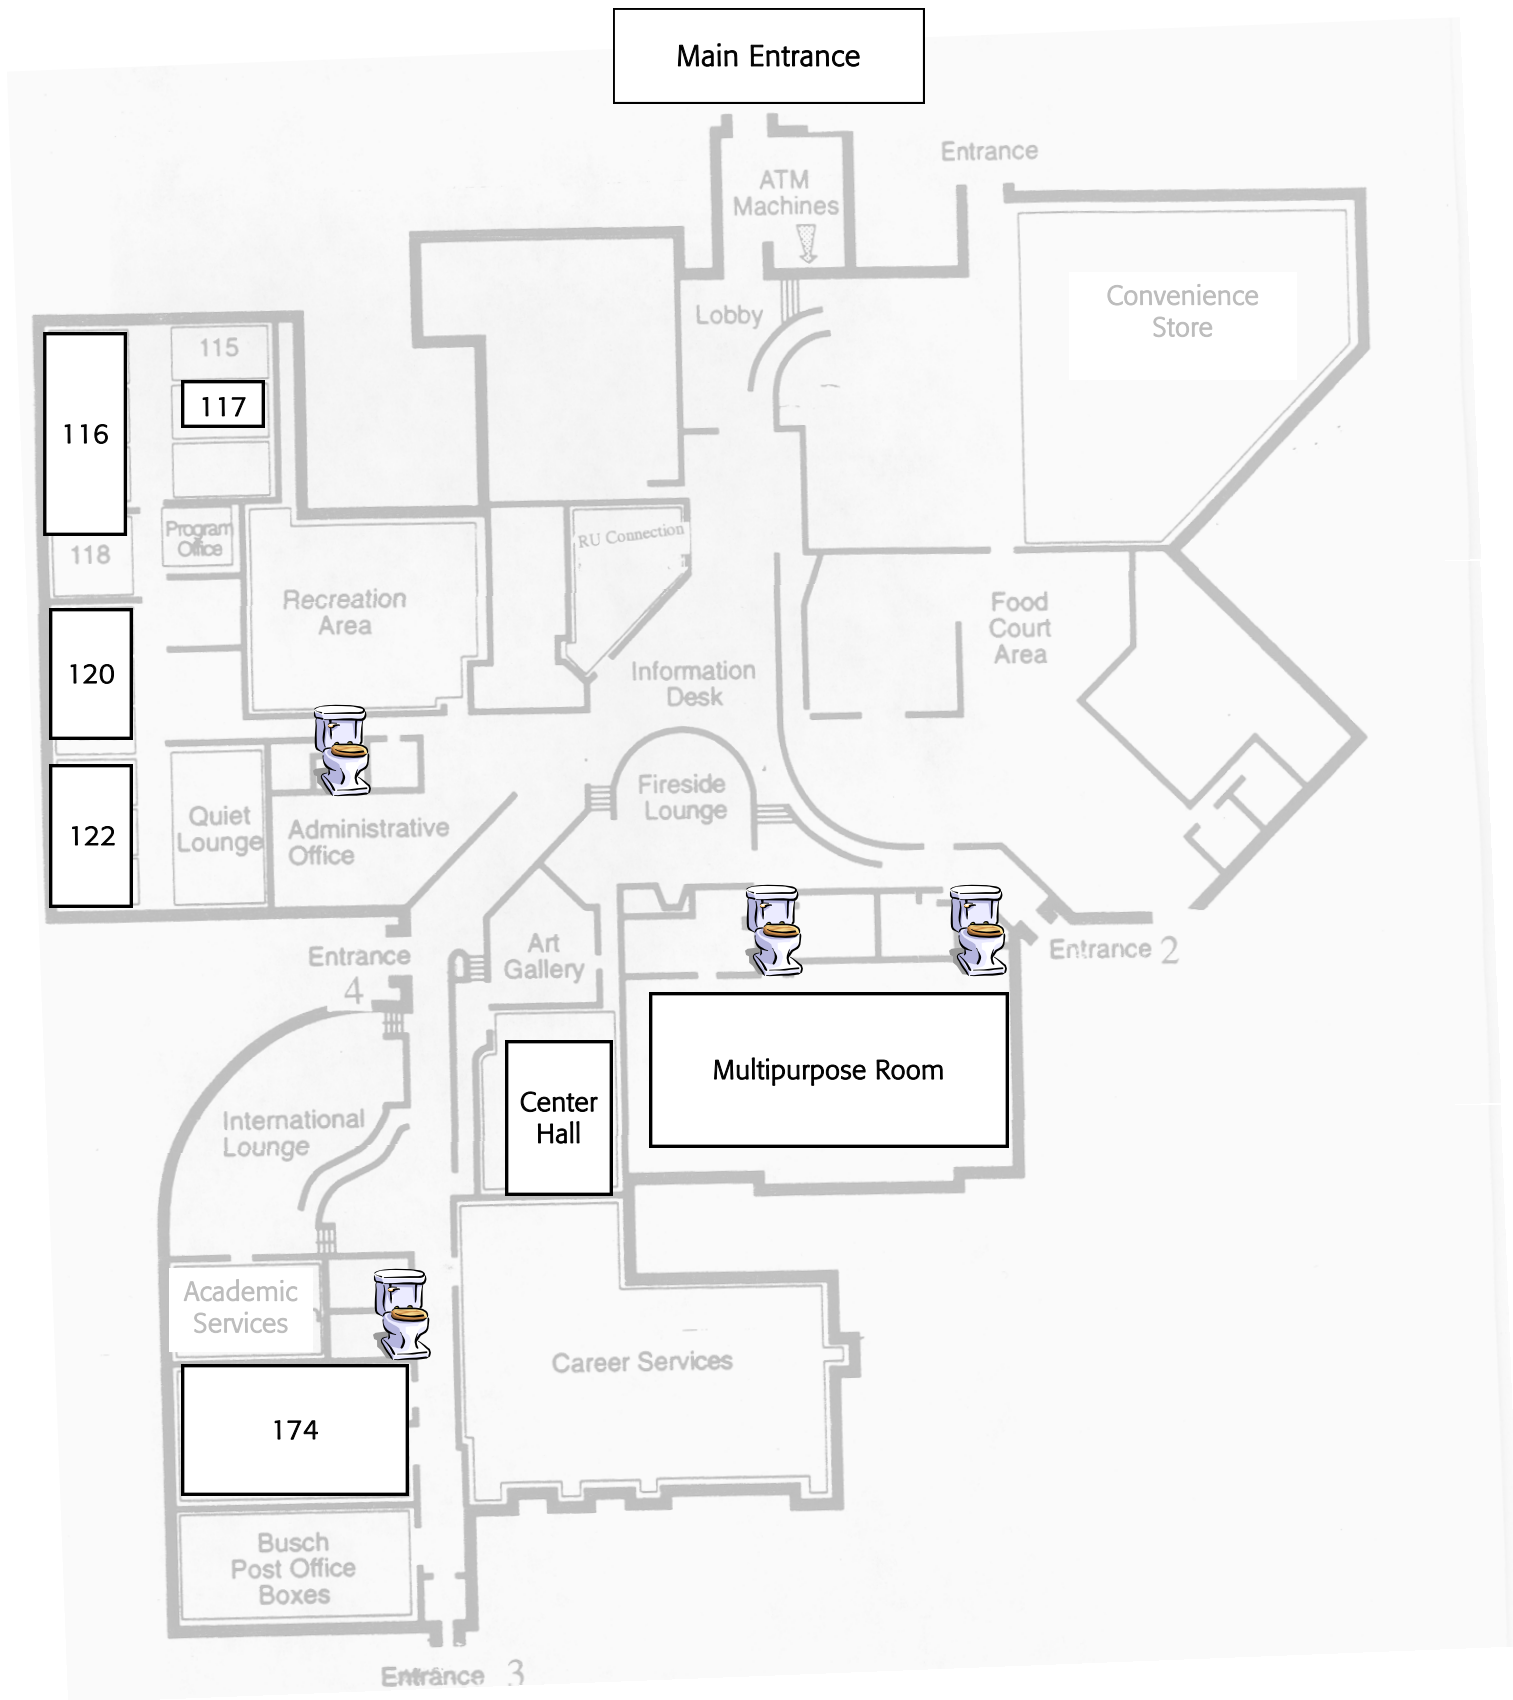 Main Entrance
Entrance
ATM
Machines
Convenience
Store
Lobby
115
117
116
Program
Office
118
RU Connection
Recreation
Area
Food
Court
Area
120
Information
Desk
Fireside
Lounge
122
Quiet
Lounge
Administrative
Office
Art
Gallery
Entrance 2
Entrance
4
Multipurpose Room
Center
Hall
International
Lounge
Academic
Services
Career Services
174
Busch
Post Office
Boxes
Entrance 3